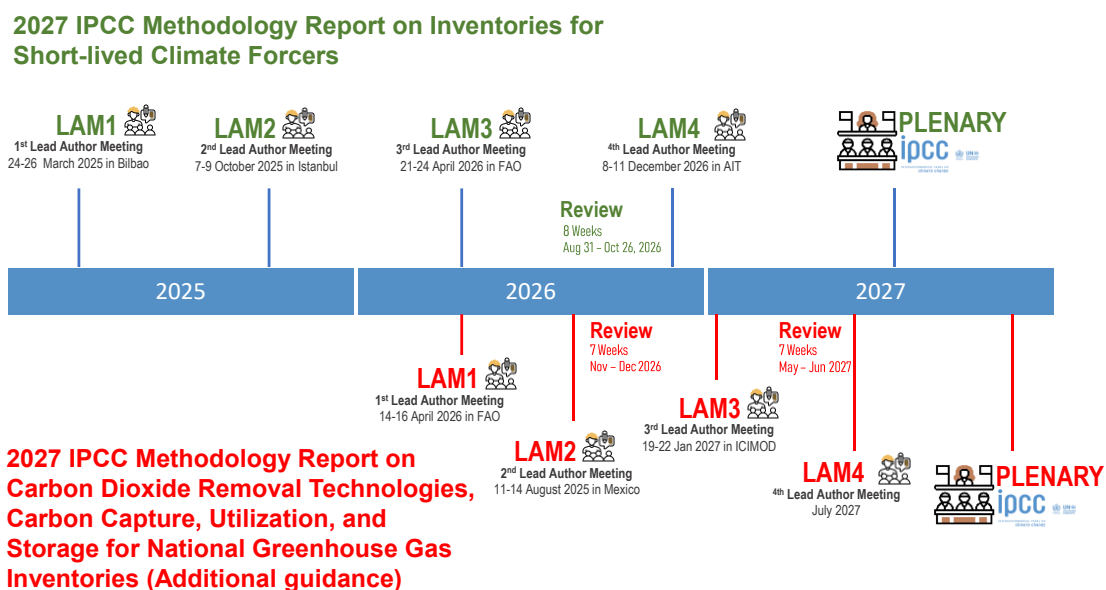 2027 IPCC Methodology Report on Inventories for
Short-lived Climate Forcers
LAM1
1st Lead Author Meeting
24-26 March 2025 in Bilbao
LAM2
2nd Lead Author Meeting
7-9 October 2025 in Istanbul
LAM3
3rd Lead Author Meeting
21-24 April 2026 in FAO
LAM4
4th Lead Author Meeting
8-11 December 2026 in AIT
PLENARY
ipcc
Review
8 Weeks
Aug 31 – Oct 26, 2026
2025
2026
2027
Review
7 Weeks
Nov – Dec 2026
Review
7 Weeks
May – Jun 2027
LAM1
1st Lead Author Meeting
14-16 April 2026 in FAO
LAM2
2nd Lead Author Meeting
11-14 August 2025 in Mexico
LAM3
3rd Lead Author Meeting
19-22 Jan 2027 in ICIMOD
LAM4
4th Lead Author Meeting
July 2027
PLENARY
ipcc
2027 IPCC Methodology Report on
Carbon Dioxide Removal Technologies,
Carbon Capture, Utilization, and
Storage for National Greenhouse Gas
Inventories (Additional guidance)